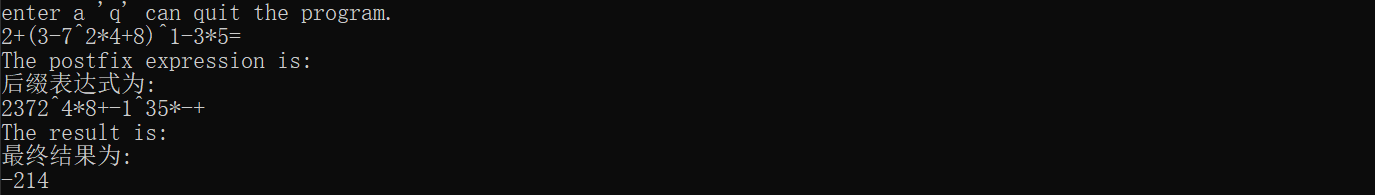 enter a 'q' can quit the program.
2+(3-7^2*4+8)^1-3*5=
The postfix expression is:
后缀表达式为:
2372^4*8+-1^35*-+
The result is:
最终结果为:
-214